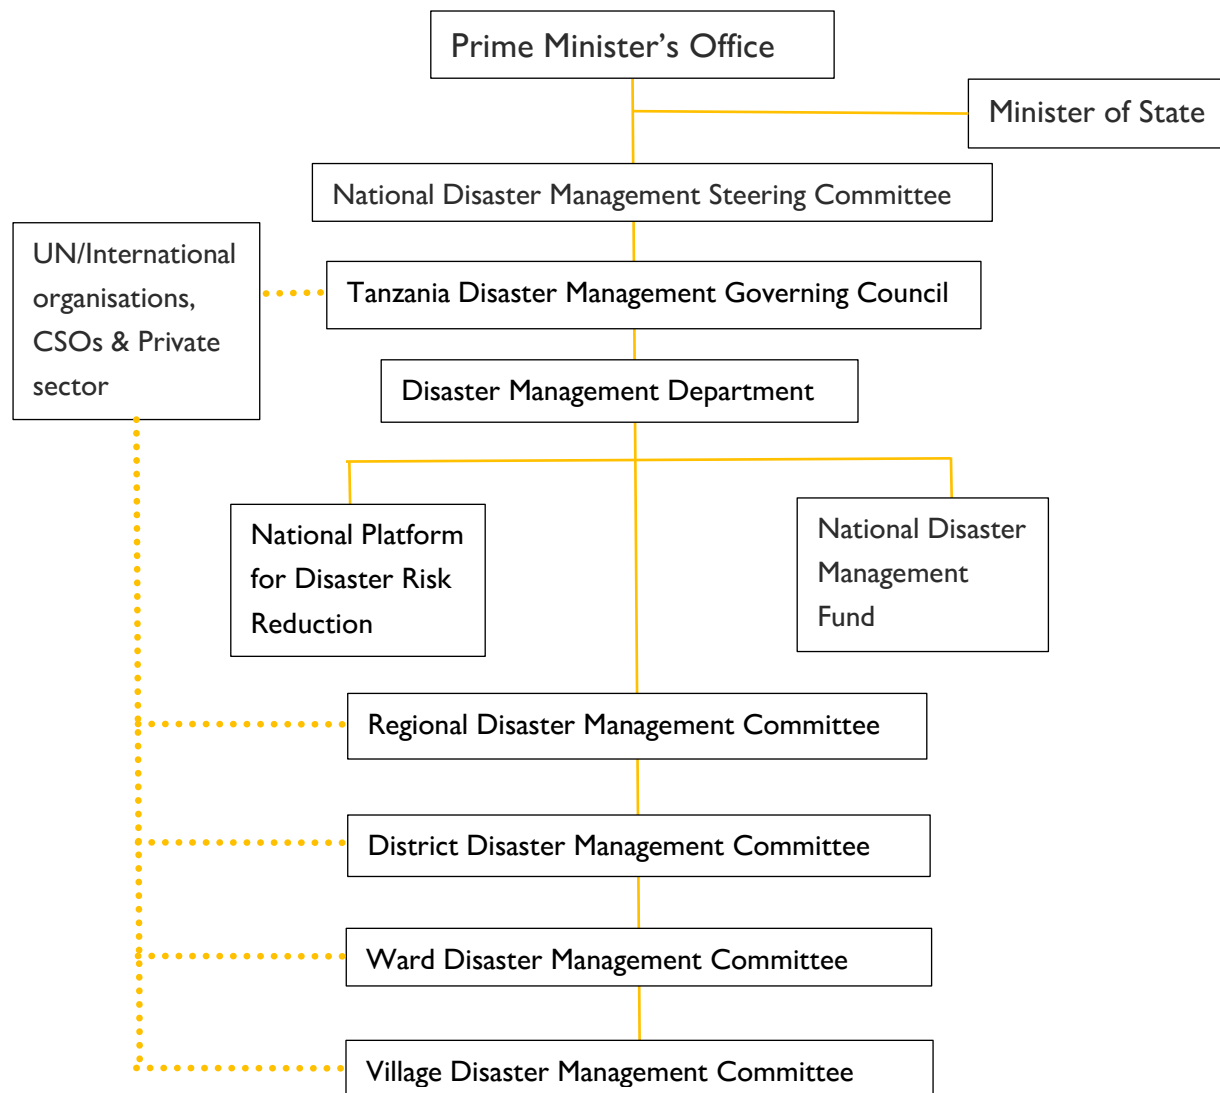 Prime Minister’s Office
Minister of State
National Disaster Management Steering Committee
UN/International
organisations,
CSOs & Private
sector
Tanzania Disaster Management Governing Council
Disaster Management Department
National Platform
for Disaster Risk
Reduction
National Disaster
Management
Fund
Regional Disaster Management Committee
District Disaster Management Committee
Ward Disaster Management Committee
Village Disaster Management Committee